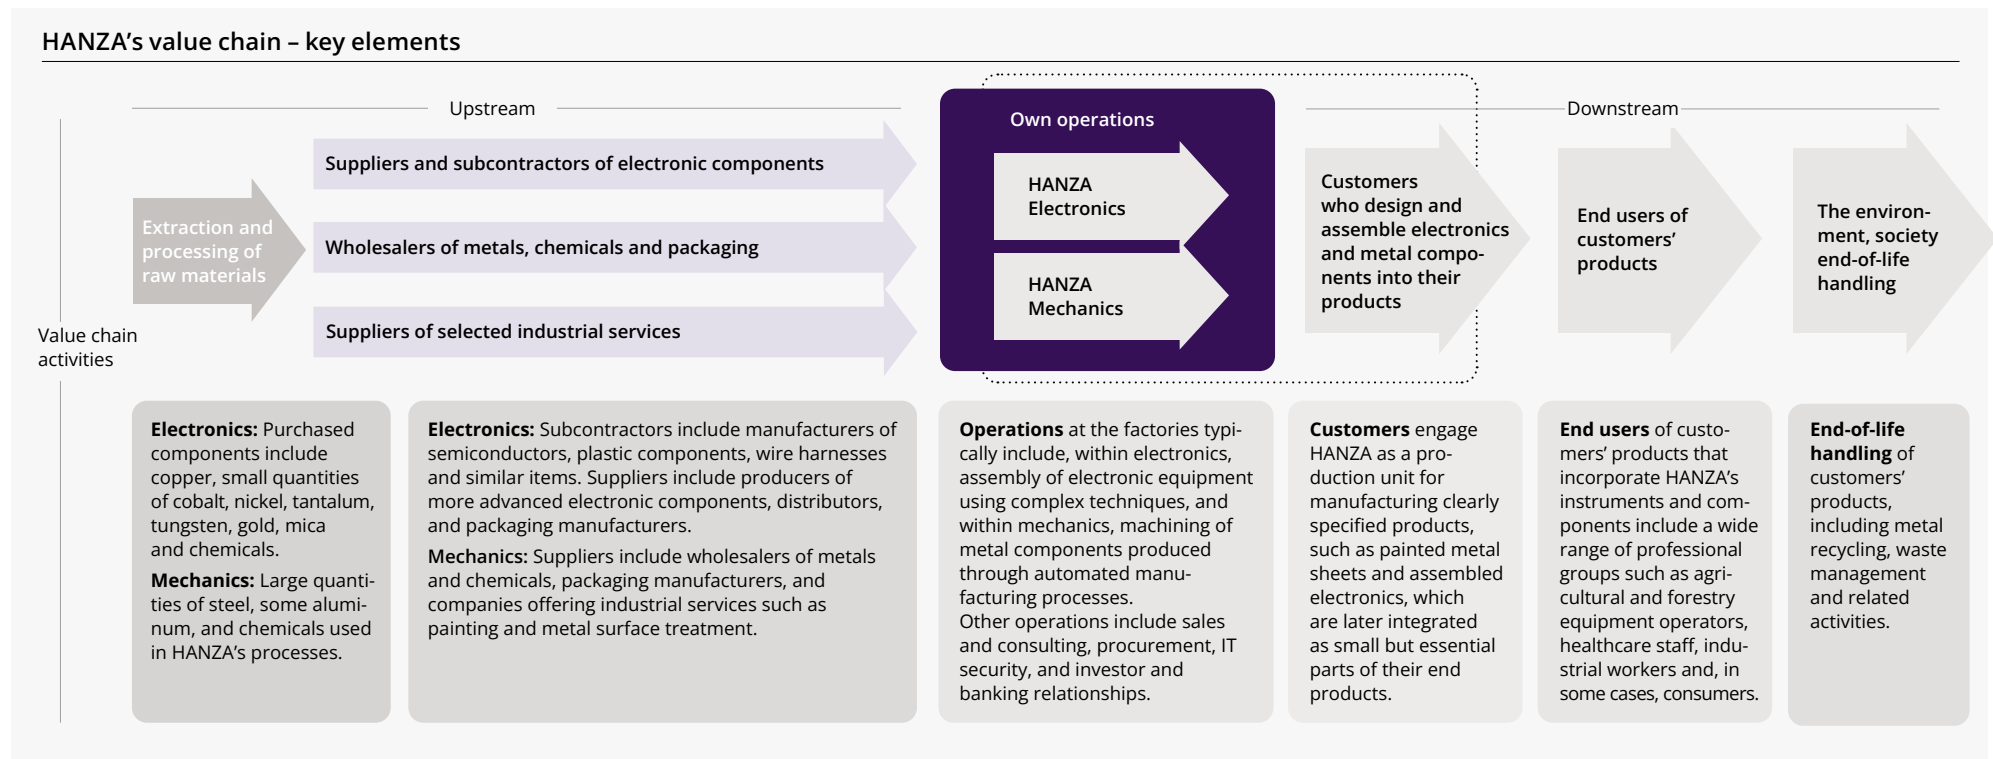 HANZA’s value chain – key elements
Upstream
Own operations
Downstream
Value chain
activities
Extraction and
processing of
raw materials
Suppliers and subcontractors of electronic components
Wholesalers of metals, chemicals and packaging
Suppliers of selected industrial services
HANZA
Electronics
HANZA
Mechanics
Customers
who design and
assemble electronics
and metal compo-
nents into their
products
End users of
customers’
products
The environ-
ment, society
end-of-life
handling
Electronics: Purchased
components include
copper, small quantities
of cobalt, nickel, tantalum,
tungsten, gold, mica
and chemicals.
Mechanics: Large quanti-
ties of steel, some alumi-
num, and chemicals used
in HANZA’s processes.
Electronics: Subcontractors include manufacturers of
semiconductors, plastic components, wire harnesses
and similar items. Suppliers include producers of
more advanced electronic components, distributors,
and packaging manufacturers.
Mechanics: Suppliers include wholesalers of metals
and chemicals, packaging manufacturers, and
companies offering industrial services such as
painting and metal surface treatment.
Operations at the factories typi-
cally include, within electronics,
assembly of electronic equipment
using complex techniques, and
within mechanics, machining of
metal components produced
through automated manu-
facturing processes.
Other operations include sales
and consulting, procurement, IT
security, and investor and
banking relationships.
Customers engage
HANZA as a pro-
duction unit for
manufacturing clearly
specified products,
such as painted metal
sheets and assembled
electronics, which
are later integrated
as small but essential
parts of their end
products.
End users of custo-
mers’ products that
incorporate HANZA’s
instruments and com-
ponents include a wide
range of professional
groups such as agri-
cultural and forestry
equipment operators,
healthcare staff, indu-
strial workers and, in
some cases, consumers.
End-of-life
handling of
customers’
products,
including metal
recycling, waste
management
and related
activities.